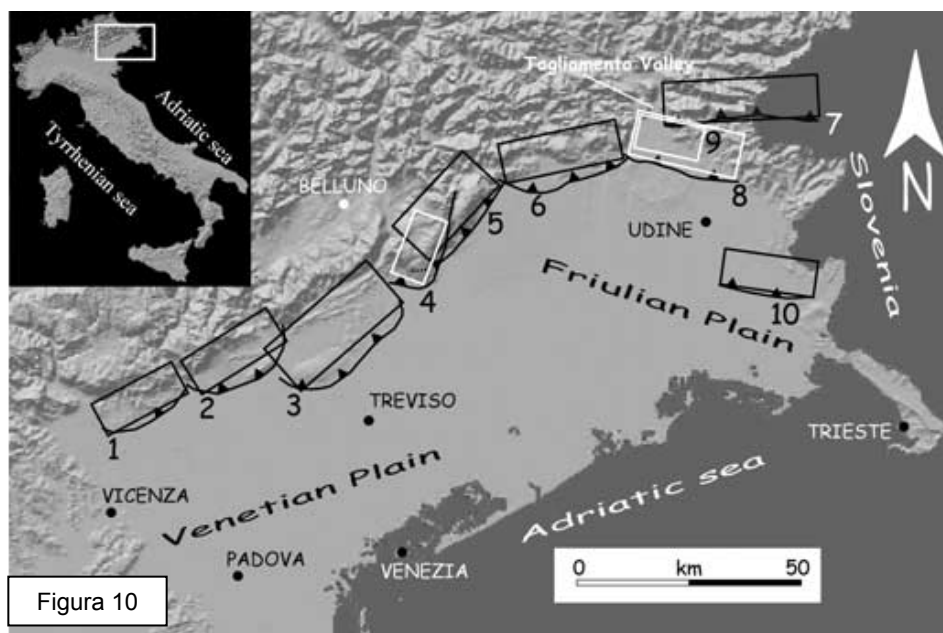 Adriatic sea
Tyrrhenian sea
Tagliamento Valley
7
9
8
BELLUNO
6
5
UDINE
Slovenia
N
4
Friulian Plain
10
3
2
1
TREVISO
TRIESTE
VICENZA
Venetian Plain
Adriatic sea
PADOVA
VENEZIA
0 km 50
Figura 10